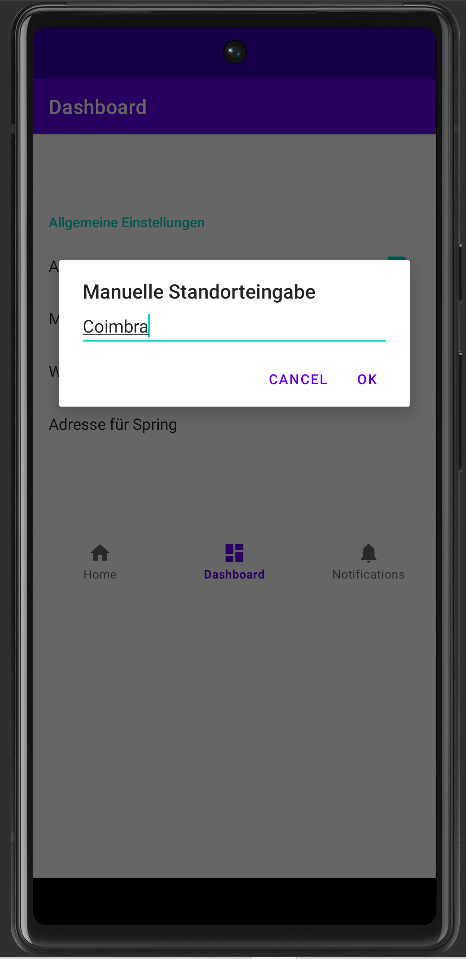 Dashboard
Allgemeine Einstellungen
A
Manuelle Standorteingabe
M
Coimbra
W
CANCEL OK
Adresse für Spring
Home Dashboard Notifications